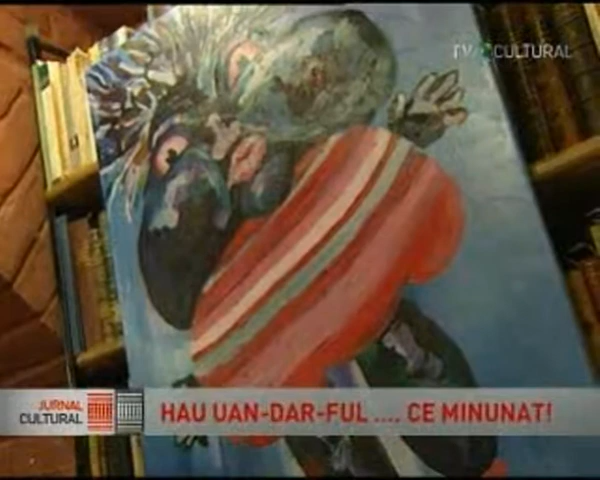 TVR CULTURAL
JURNAL
CULTURAL
HAU UAN-DAR-FUL .... CE MINUNAT!